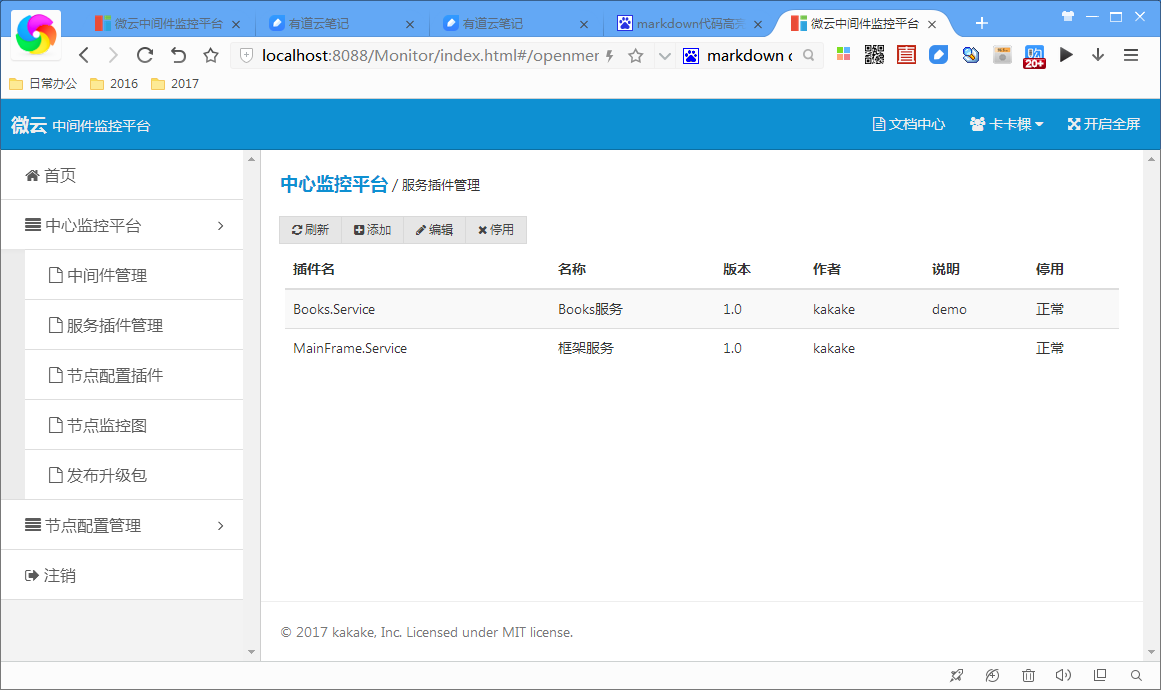 微云中间件监控平台
有道云笔记
有道云笔记
markdown代码高
微云中间件监控平台
localhost:8088/Monitor/index.html#/openmer
markdown c
购
20+
日常办公
2016
2017
微云 中间件监控平台
文档中心
卡卡棵
开启全屏
首页
中心监控平台
中间件管理
服务插件管理
节点配置插件
节点监控图
发布升级包
节点配置管理
注销
中心监控平台 / 服务插件管理
刷新 添加 编辑 停用
插件名 名称 版本 作者 说明 停用
Books.Service Books服务 1.0 kakake demo 正常
MainFrame.Service 框架服务 1.0 kakake 正常
© 2017 kakake, Inc. Licensed under MIT license.